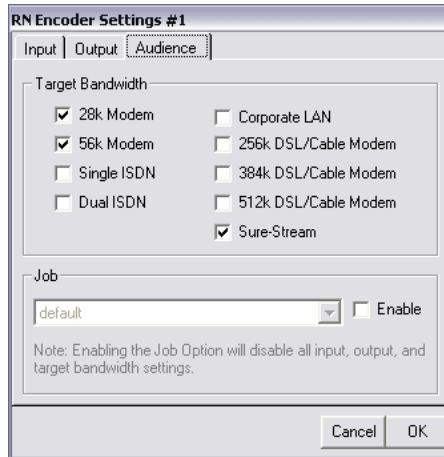 RN Encoder Settings #1
Input Output Audience
Target Bandwidth
28k Modem
56k Modem
Single ISDN
Dual ISDN
Corporate LAN
256k DSL/Cable Modem
384k DSL/Cable Modem
512k DSL/Cable Modem
Sure-Stream
Job
default
Enable
Note: Enabling the Job Option will disable all input, output, and
target bandwidth settings.
Cancel OK